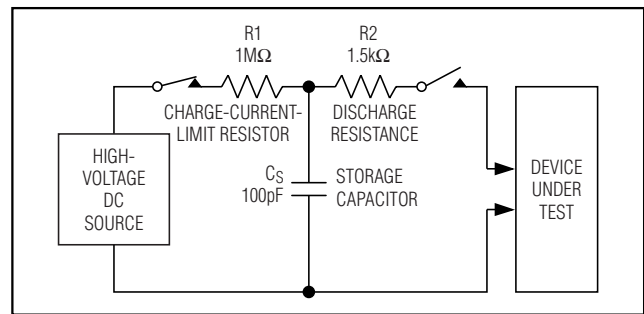 R1
1MΩ
R2
1.5kΩ
CHARGE-CURRENT-
LIMIT RESISTOR
DISCHARGE
RESISTANCE
HIGH-
VOLTAGE
DC
SOURCE
CS
100pF
STORAGE
CAPACITOR
DEVICE
UNDER
TEST